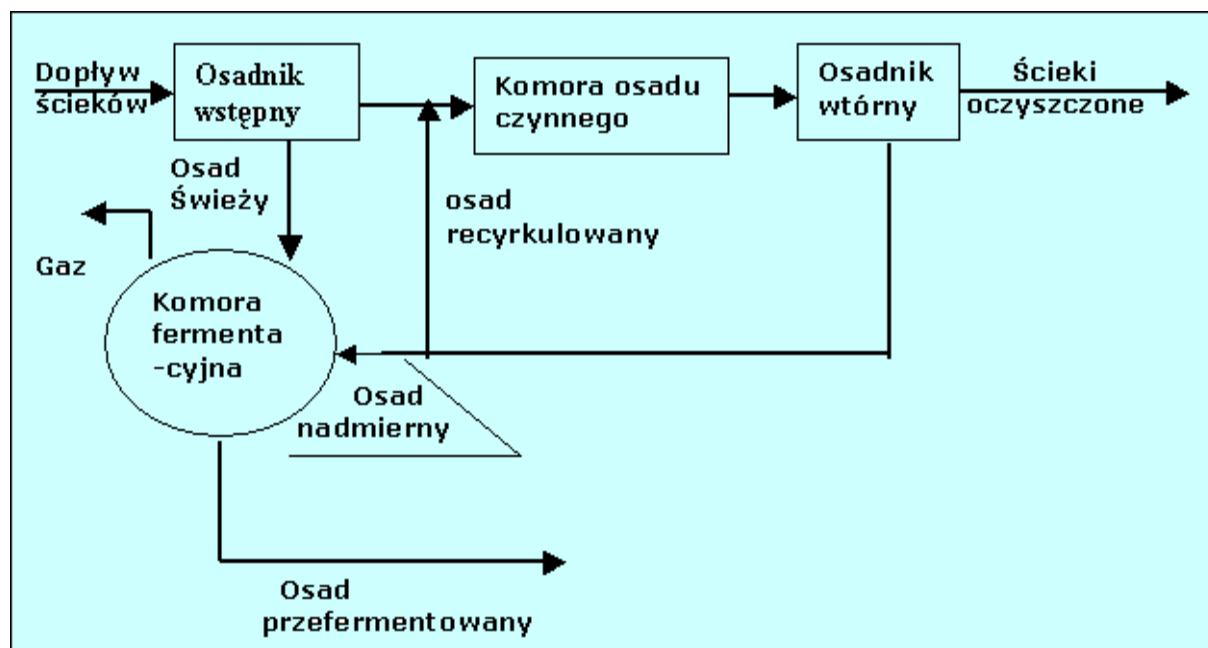 Dopływ
ścieków
Osadnik
wstępny
Komora osadu
czynnego
Osadnik
wtórny
Ścieki
oczyszczone
Osad
Świeży
osad
recyrkulowany
Gaz
Komora
fermenta
-cyjna
Osad
nadmierny
Osad
przefermentowany